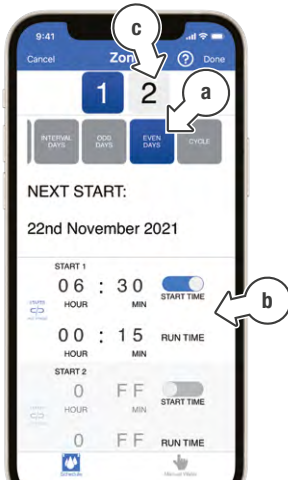 c
9:41
Cancel Zon ? Done
1 2
a
INTERVAL DAYS ODD DAYS EVEN DAYS CYCLE
NEXT START:
22nd November 2021
START 1
06 : 30 START TIME
HOUR MIN
b
00 : 15 RUN TIME
HOUR MIN
START 2
0 FF START TIME
HOUR MIN
0 FF RUN TIME
Schedule Manual Water